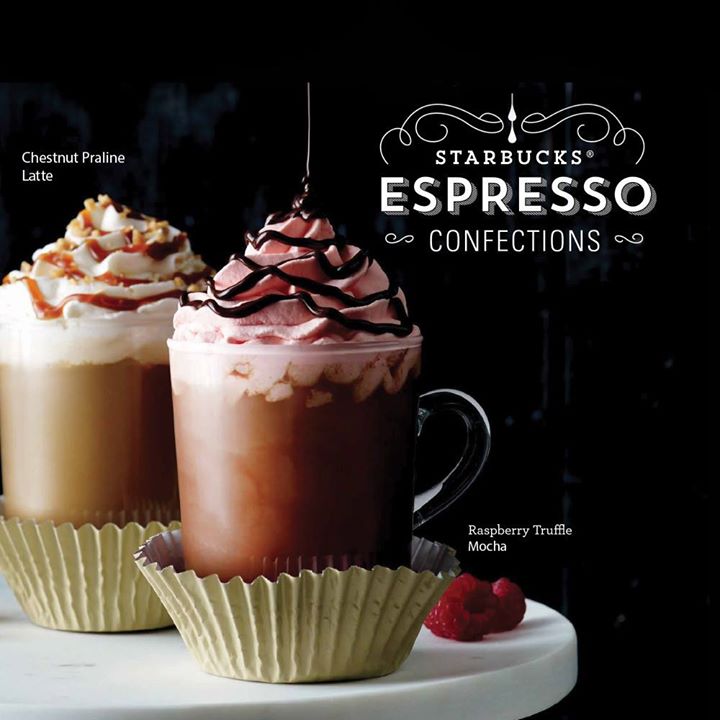 Chestnut Praline
Latte
STARBUCKS®
ESPRESSO
CONFECTIONS
Raspberry Truffle
Mocha